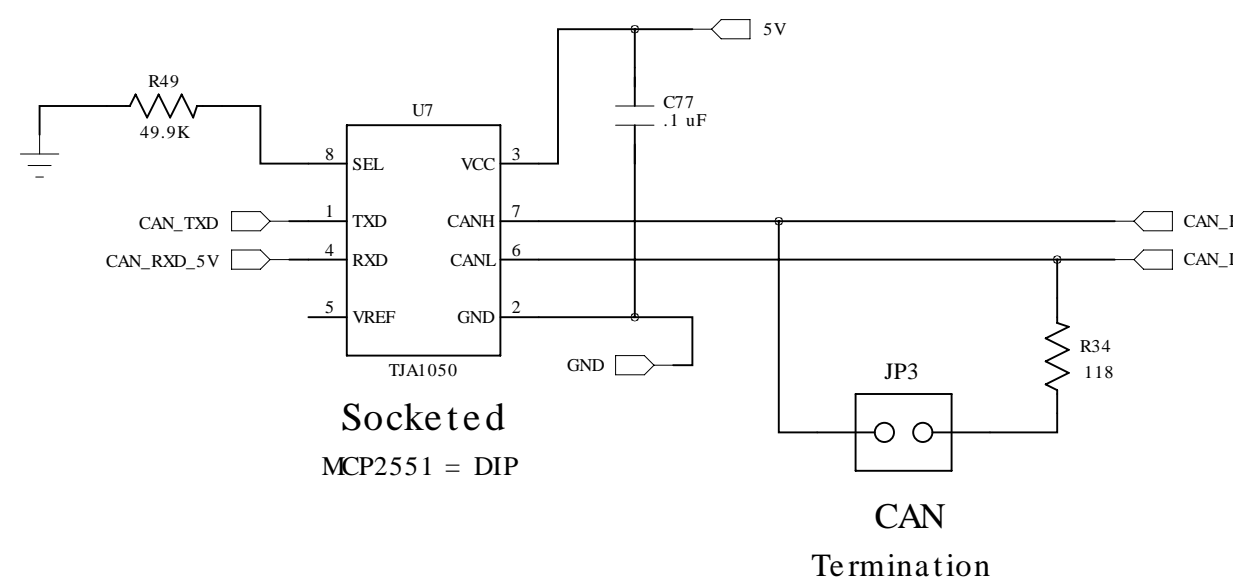 5V
R49
49.9K
C77
.1 uF
U7
8 SEL VCC 3
CAN_TXD 1 TXD CANH 7
CAN_RXD_5V 4 RXD CANL 6
5 VREF GND 2
TJA1050
GND
R34
118
JP3
Socketed
MCP2551 = DIP
CAN
Termination